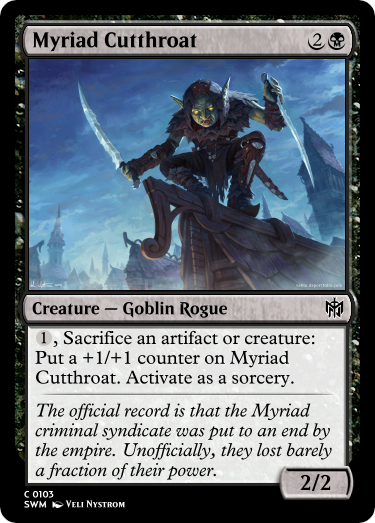 Myriad Cutthroat 2
Creature — Goblin Rogue
1 , Sacrifice an artifact or creature:
Put a +1/+1 counter on Myriad
Cutthroat. Activate as a sorcery.
The official record is that the Myriad
criminal syndicate was put to an end by
the empire. Unofficially, they lost barely
a fraction of their power.
2/2
C 0103
SWM VELI NYSTROM